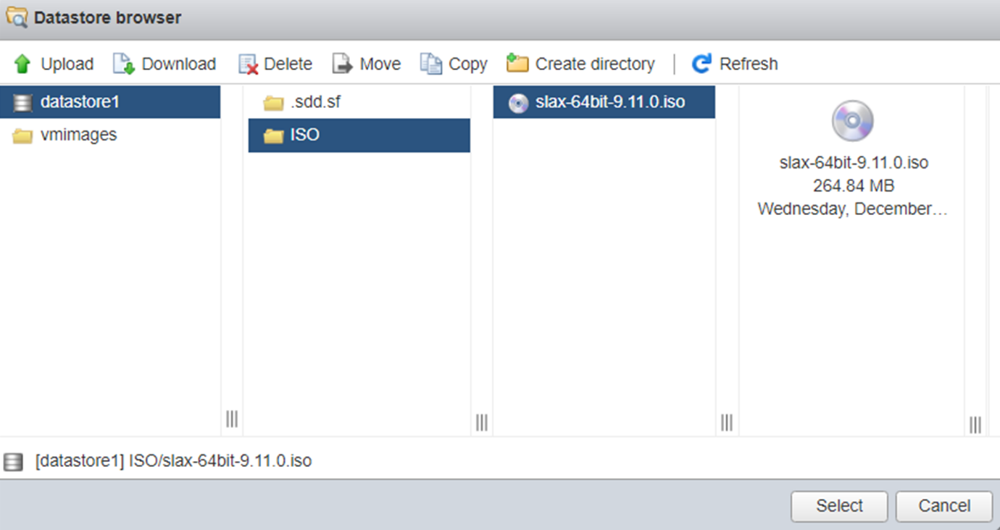 Datastore browser
Upload Download Delete Move Copy Create directory | Refresh
datastore1
vmimages
.sdd.sf
ISO
slax-64bit-9.11.0.iso
slax-64bit-9.11.0.iso
264.84 MB
Wednesday, December...
[datastore1] ISO/slax-64bit-9.11.0.iso
Select Cancel